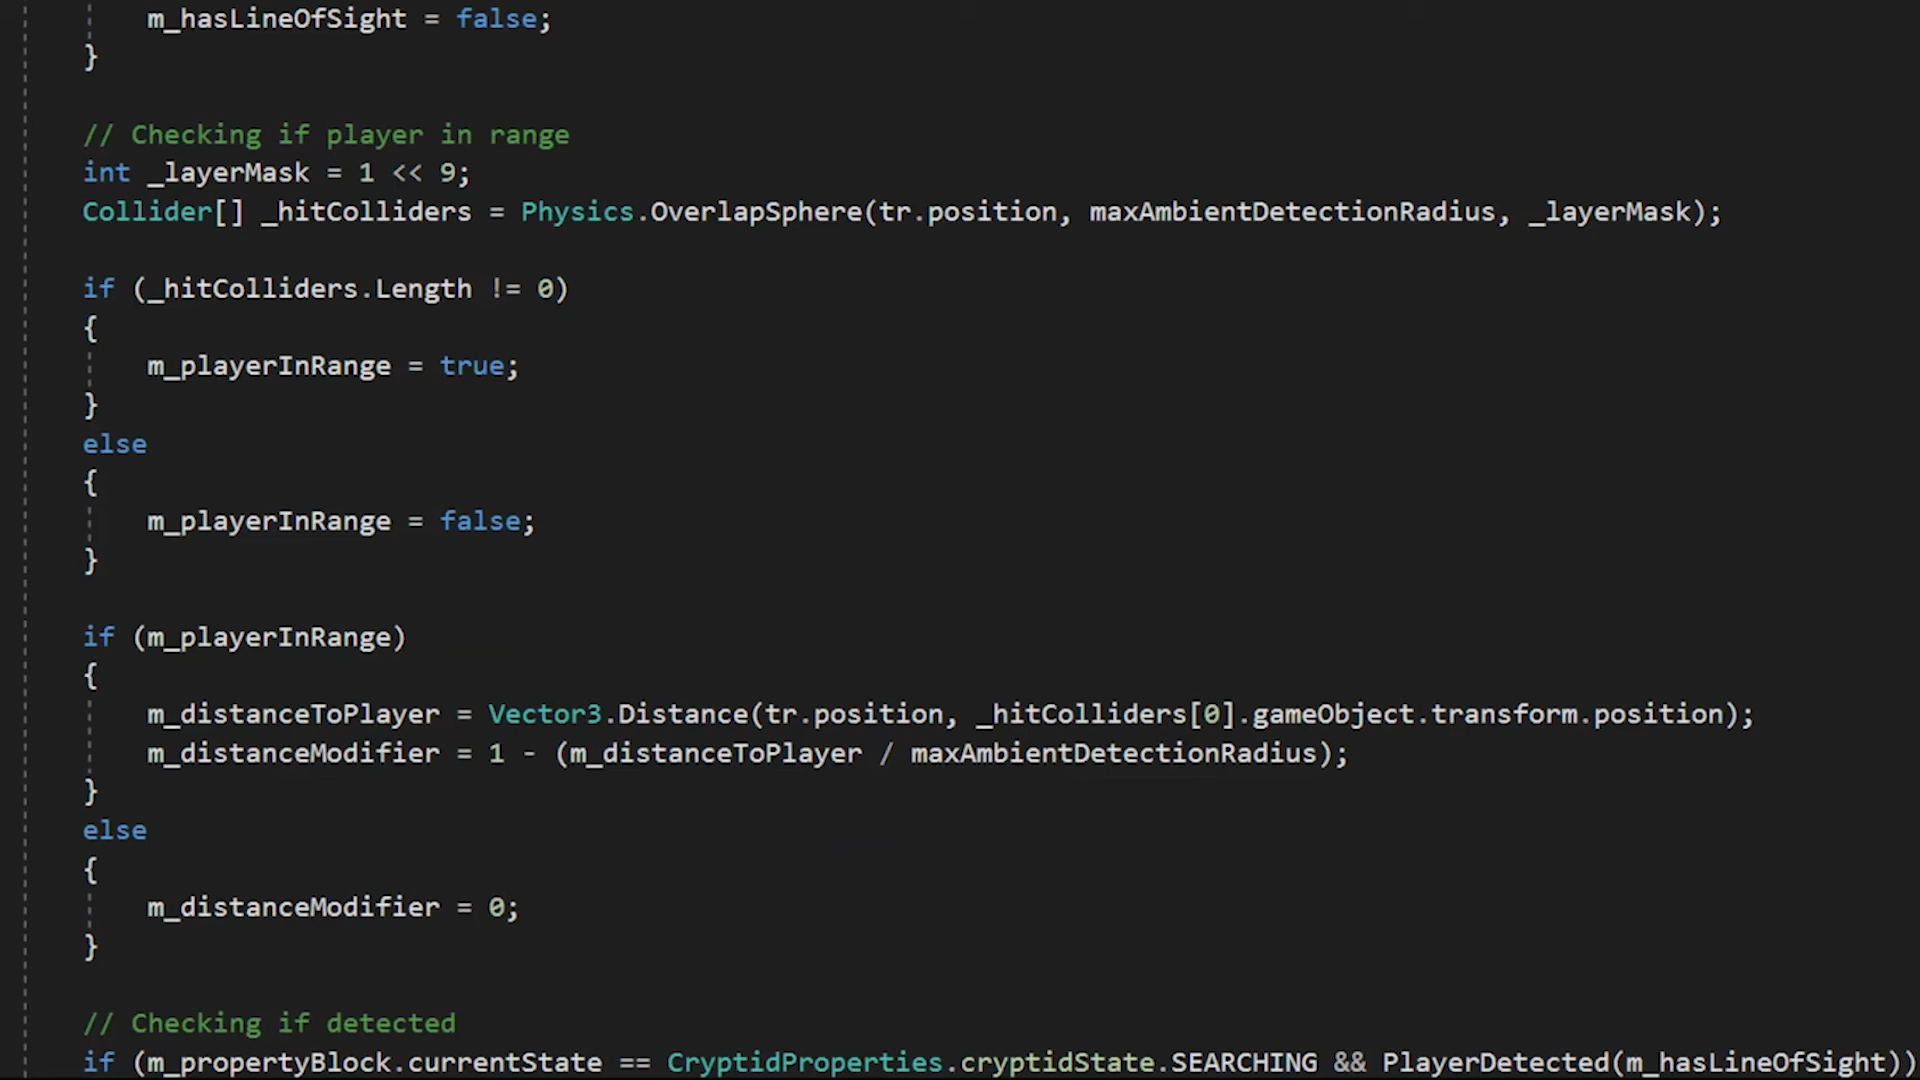 m_hasLineOfSight = false;
}
// Checking if player in range
int _layerMask = 1 << 9;
Collider[] _hitColliders = Physics.OverlapSphere(tr.position, maxAmbientDetectionRadius, _layerMask);
if (_hitColliders.Length != 0)
{
m_playerInRange = true;
}
else
{
m_playerInRange = false;
}
if (m_playerInRange)
{
m_distanceToPlayer = Vector3.Distance(tr.position, _hitColliders[0].gameObject.transform.position);
m_distanceModifier = 1 - (m_distanceToPlayer / maxAmbientDetectionRadius);
}
else
{
m_distanceModifier = 0;
}
// Checking if detected
if (m_propertyBlock.currentState == CryptidProperties.cryptidState.SEARCHING && PlayerDetected(m_hasLineOfSight))